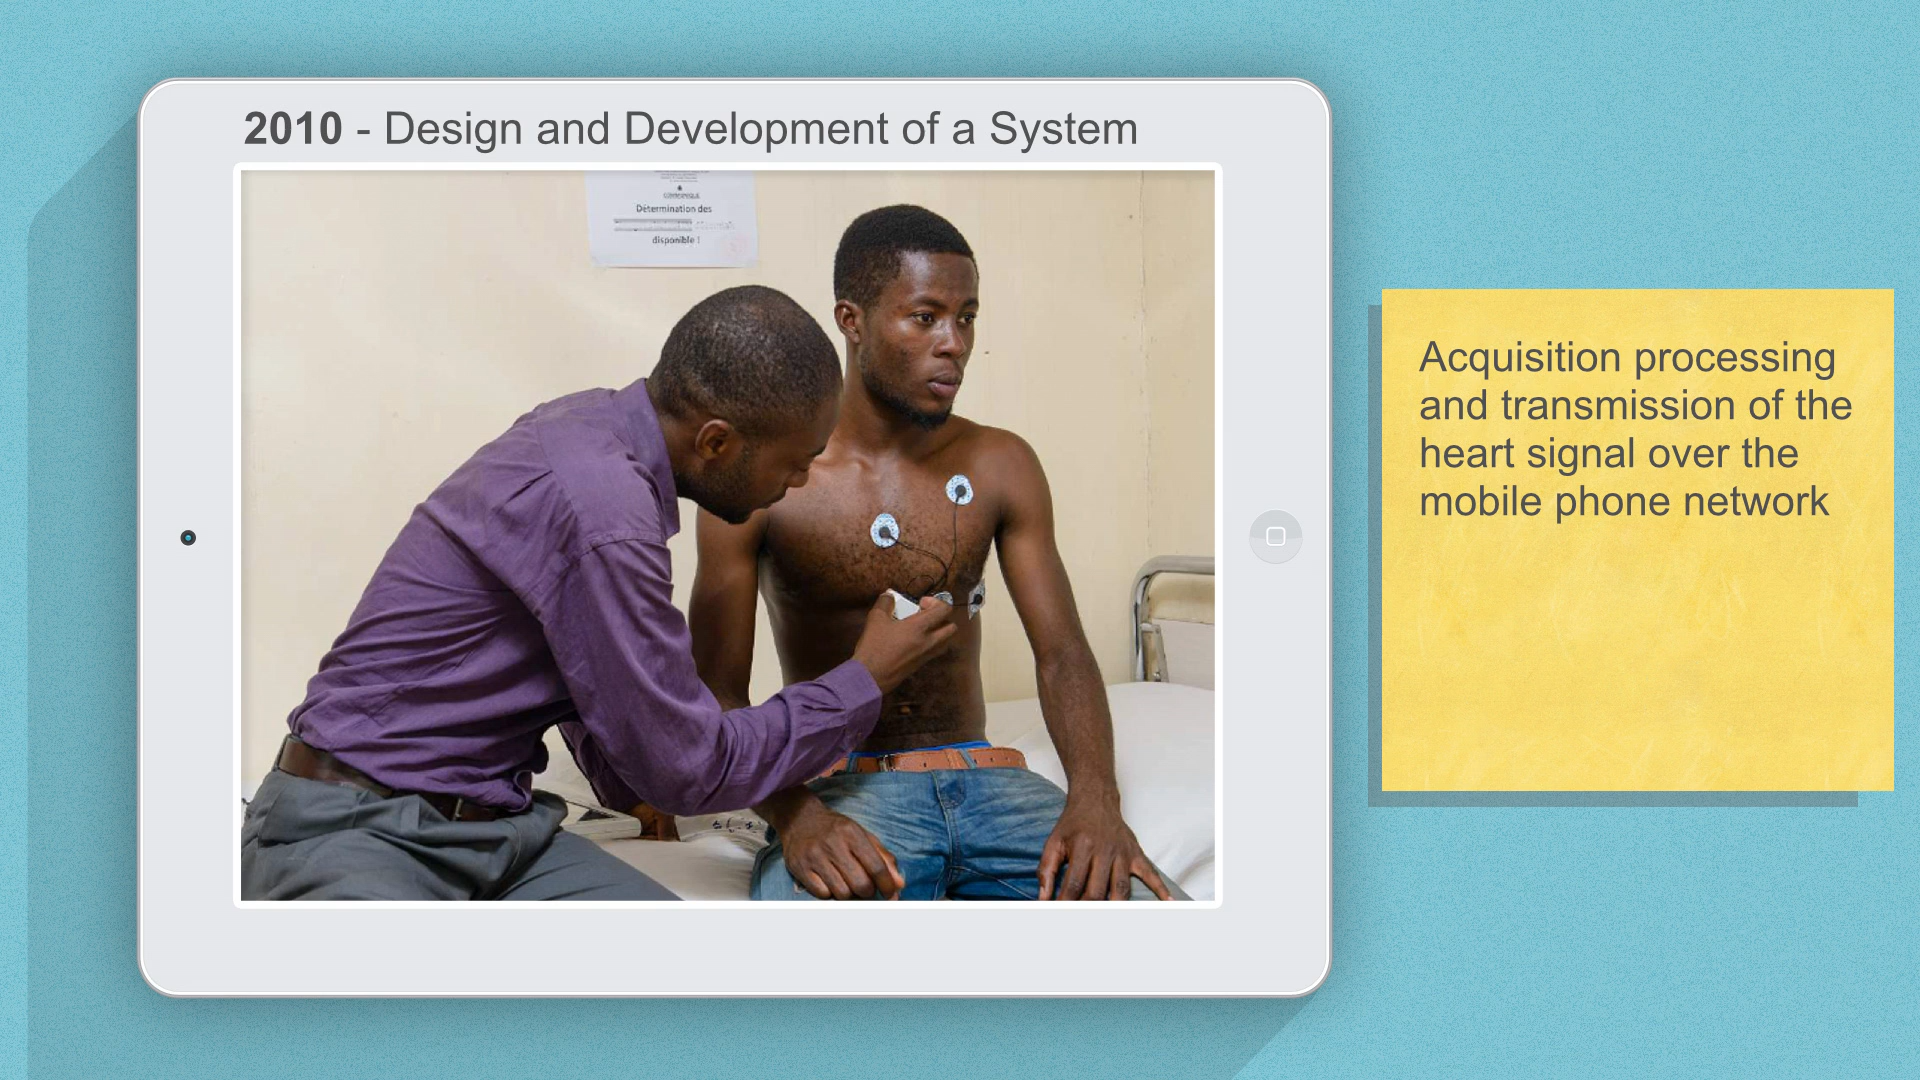 2010 - Design and Development of a System
COMMUNIQUE
Détermination des
disponible !
Acquisition processing
and transmission of the
heart signal over the
mobile phone network